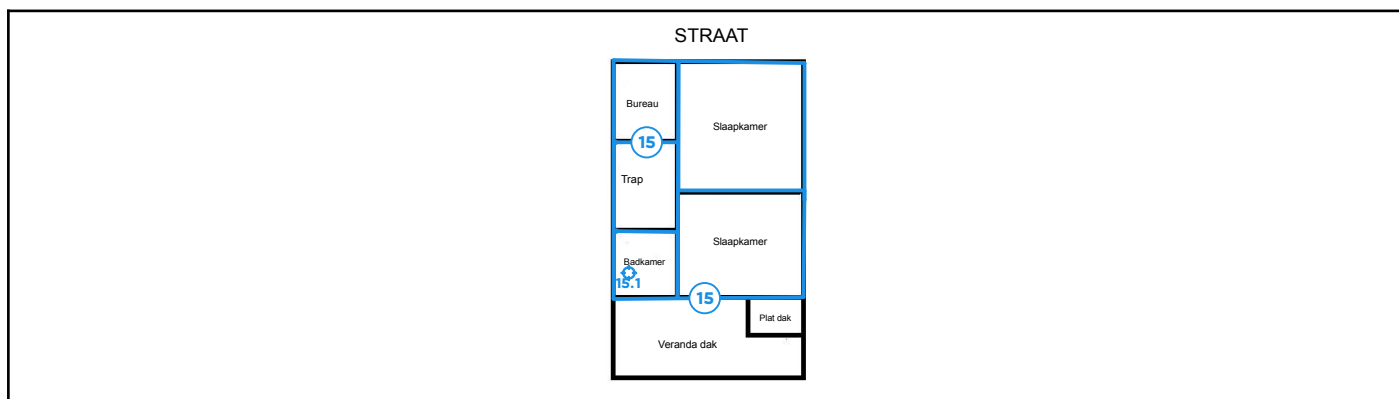 STRAAT
Bureau
Slaapkamer
15
Trap
Slaapkamer
Badkamer
15.1
15
Plat dak
Veranda dak